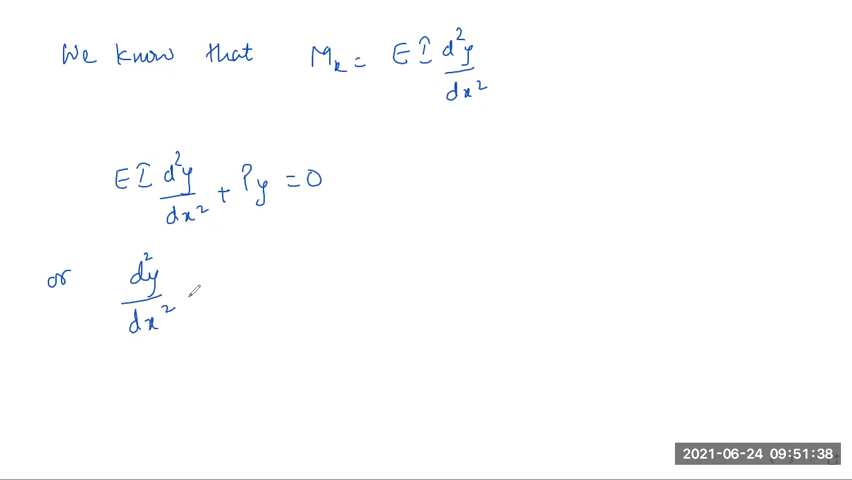 We know that Mx = EI d²y/dx²
EI d²y/dx² + Py = 0
or d²y/dx²
2021-06-24 09:51:38